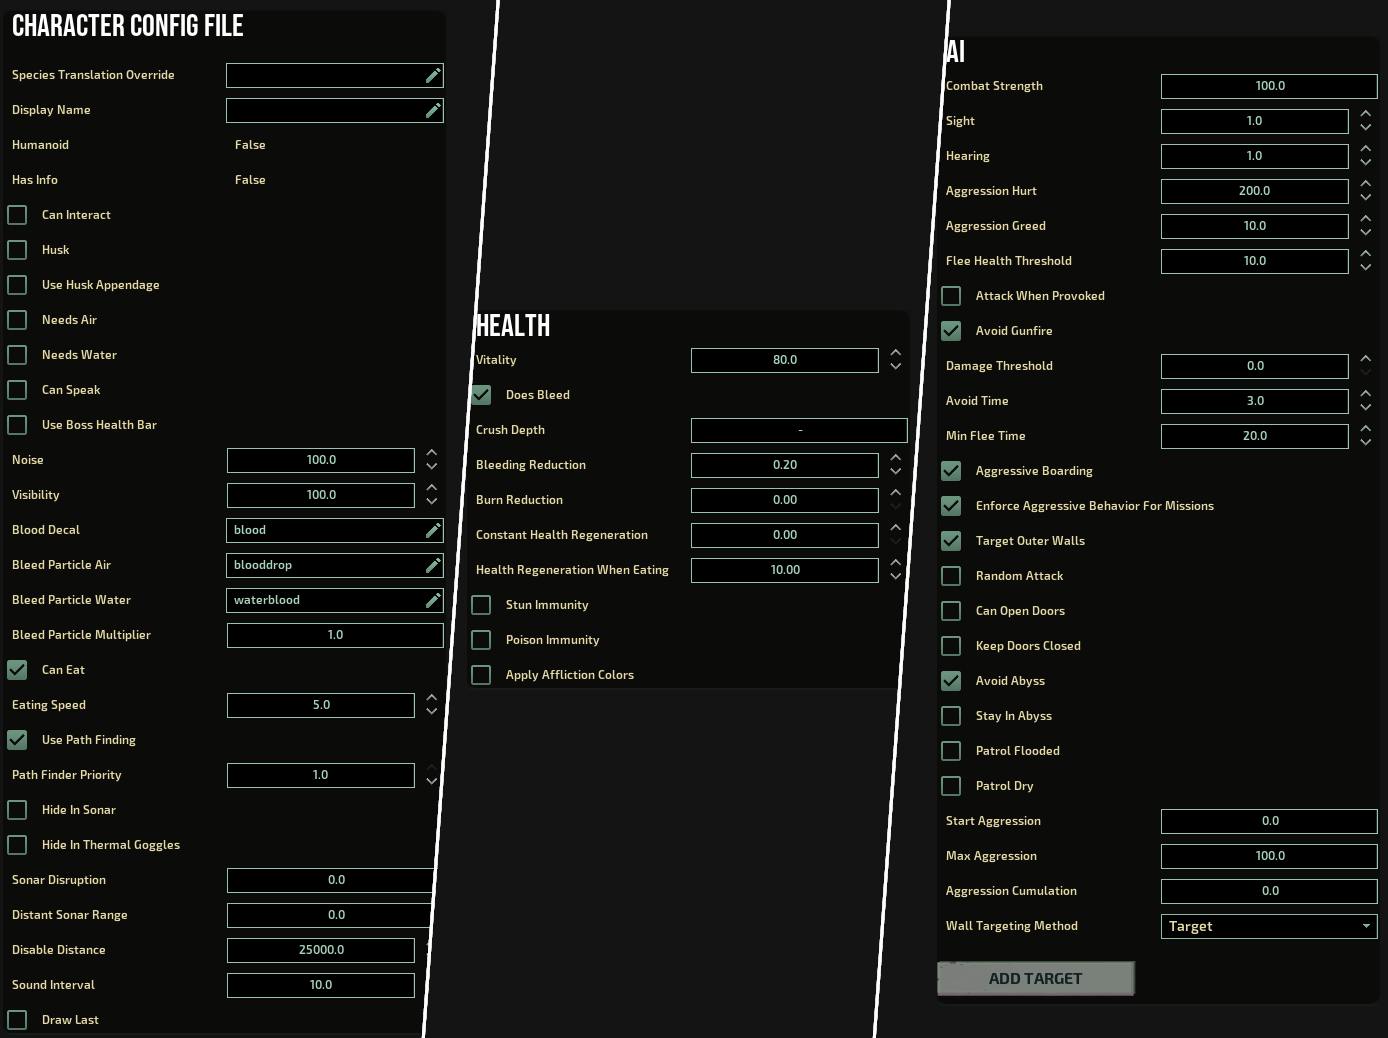 CHARACTER CONFIG FILE
Species Translation Override
Display Name
Humanoid False
Has Info False
Can Interact
Husk
Use Husk Appendage
Needs Air
Needs Water
Can Speak
Use Boss Health Bar
Noise 100.0
Visibility 100.0
Blood Decal blood
Bleed Particle Air blooddrop
Bleed Particle Water waterblood
Bleed Particle Multiplier 1.0
Can Eat
Eating Speed 5.0
Use Path Finding
Path Finder Priority 1.0
Hide In Sonar
Hide In Thermal Goggles
Sonar Disruption 0.0
Distant Sonar Range 0.0
Disable Distance 25000.0
Sound Interval 10.0
Draw Last
HEALTH
Vitality 80.0
Does Bleed
Crush Depth -
Bleeding Reduction 0.20
Burn Reduction 0.00
Constant Health Regeneration 0.00
Health Regeneration When Eating 10.00
Stun Immunity
Poison Immunity
Apply Affliction Colors
AI
Combat Strength 100.0
Sight 1.0
Hearing 1.0
Aggression Hurt 200.0
Aggression Greed 10.0
Flee Health Threshold 10.0
Attack When Provoked
Avoid Gunfire
Damage Threshold 0.0
Avoid Time 3.0
Min Flee Time 20.0
Aggressive Boarding
Enforce Aggressive Behavior For Missions
Target Outer Walls
Random Attack
Can Open Doors
Keep Doors Closed
Avoid Abyss
Stay In Abyss
Patrol Flooded
Patrol Dry
Start Aggression 0.0
Max Aggression 100.0
Aggression Cumulation 0.0
Wall Targeting Method Target
ADD TARGET